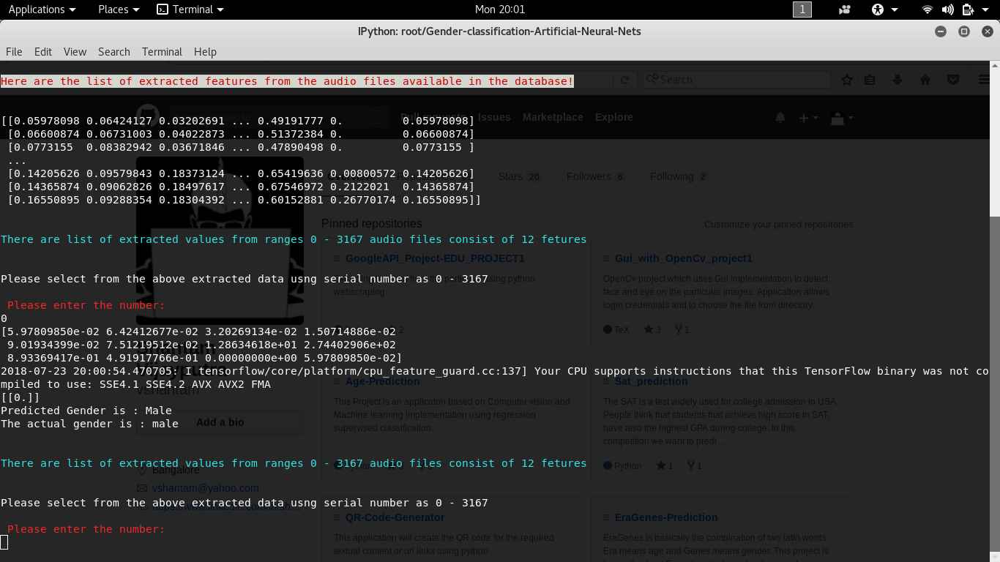 Applications Places Terminal Mon 20:01 1
IPython: root/Gender-classification-Artificial-Neural-Nets
File Edit View Search Terminal Help
Here are the list of extracted features from the audio files available in the database!
Search
[[0.05978098 0.06424127 0.03202691 ... 0.49191777 0. 0.05978098]
Pull requests Issues Marketplace Explore
[0.06600874 0.06731003 0.04022873 ... 0.51372384 0. 0.06600874]
[0.0773155 0.08382942 0.03671846 ... 0.47890498 0. 0.0773155 ]
...
[0.14205626 0.09579843 0.18373124 ... 0.65419636 0.00800572 0.14205626]
Overview Repositories Stars 20 Followers 6 Following 2
[0.14365874 0.09062826 0.18497617 ... 0.67546972 0.2122021 0.14365874]
[0.16550895 0.09288354 0.18304392 ... 0.60152881 0.26770174 0.16550895]]
Pinned repositories Customize your pinned repositories
There are list of extracted values from ranges 0 - 3167 audio files consist of 12 fetures
GoogleAPI_Project-EDU_PROJECT1 Gui_with_OpenCv_project1
Please select from the above extracted data usng serial number as 0 - 3167
using python
webscraping .
OpenCv project which uses Gui implementation to detect
face and eye on the particular Images. Application allows
login credentials and to choose the file from directory..
Please enter the number:
0
[5.97809850e-02 6.42412677e-02 3.20269134e-02 1.50714886e-02
2
TeX 3 1
9.01934399e-02 7.51219512e-02 1.28634618e+01 2.74402906e+02
8.93369417e-01 4.91917766e-01 0.00000000e+00 5.97809850e-02]
Shantam
Vijayputra
2018-07-23 20:00:54.470705: I tensorflow/core/platform/cpu_feature_guard.cc:137] Your CPU supports instructions that this TensorFlow binary was not co
mpiled to use: SSE4.1 SSE4.2 AVX AVX2 FMA
Age-Prediction Sat_prediction
vshantam
[[0.]]
This Project is an applicaton based on Computer vision and
Machine learning implementation using regression
supervised classification.
The SAT is a test widely used for college admission in USA.
People think that students that achieve high score in SAT,
have also the highest GPA during college. In this
competition we want to predi…
Predicted Gender is : Male
The actual gender is : male
Add a bio
There are list of extracted values from ranges 0 - 3167 audio files consist of 12 fetures
Python 1 1
Bangalore
vshantam@yahoo.com
Please select from the above extracted data usng serial number as 0 - 3167
QR-Code-Generator EraGenes-Prediction
Please enter the number:
This application will create the QR code for the required
textual content or url links using python
EraGenes is basically the combination of two latin words
Era means age and Genes means gender. This project is